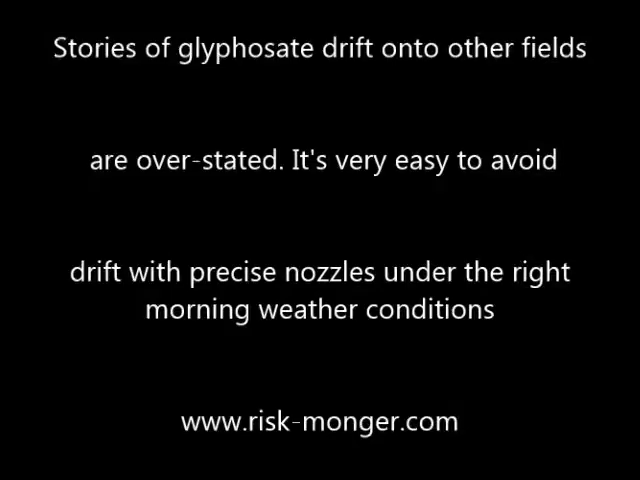 Stories of glyphosate drift onto other fields
are over-stated. It's very easy to avoid
drift with precise nozzles under the right
morning weather conditions
www.risk-monger.com